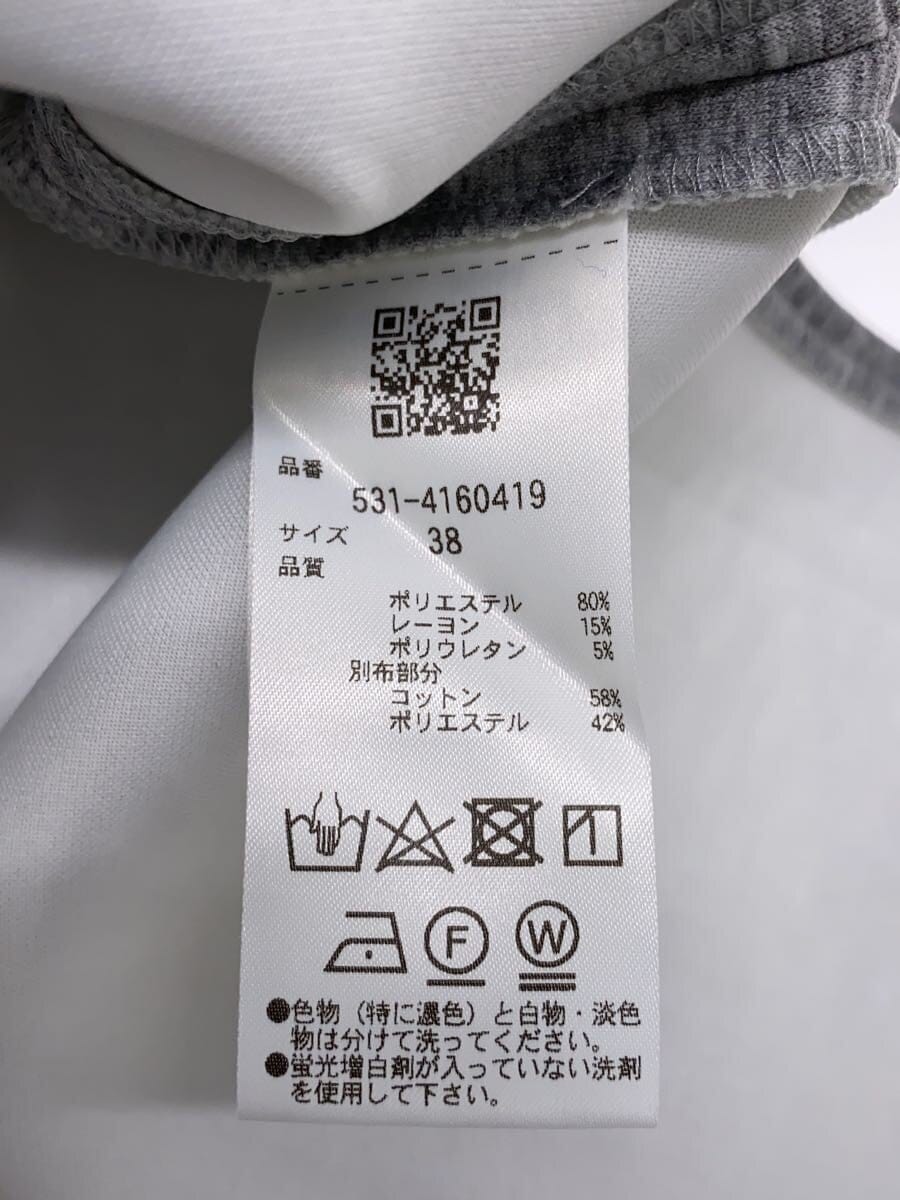 品番
531-4160419
サイズ 38
品質
ポリエステル 80%
レーヨン 15%
ポリウレタン 5%
別布部分
コットン 58%
ポリエステル 42%
F W
●色物（特に濃色）と白物・淡色
物は分けて洗ってください。
●蛍光増白剤が入っていない洗剤
を使用して下さい。